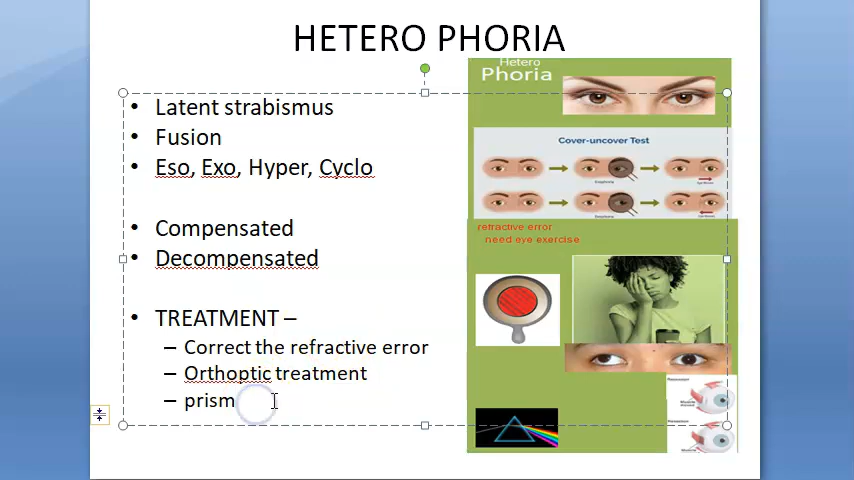 HETERO PHORIA
Latent strabismus
Fusion
Eso, Exo, Hyper, Cyclo
Compensated
Decompensated
TREATMENT –
– Correct the refractive error
– Orthoptic treatment
– prism
Hetero
Phoria
Cover-uncover Test
refractive error
need eye exercise